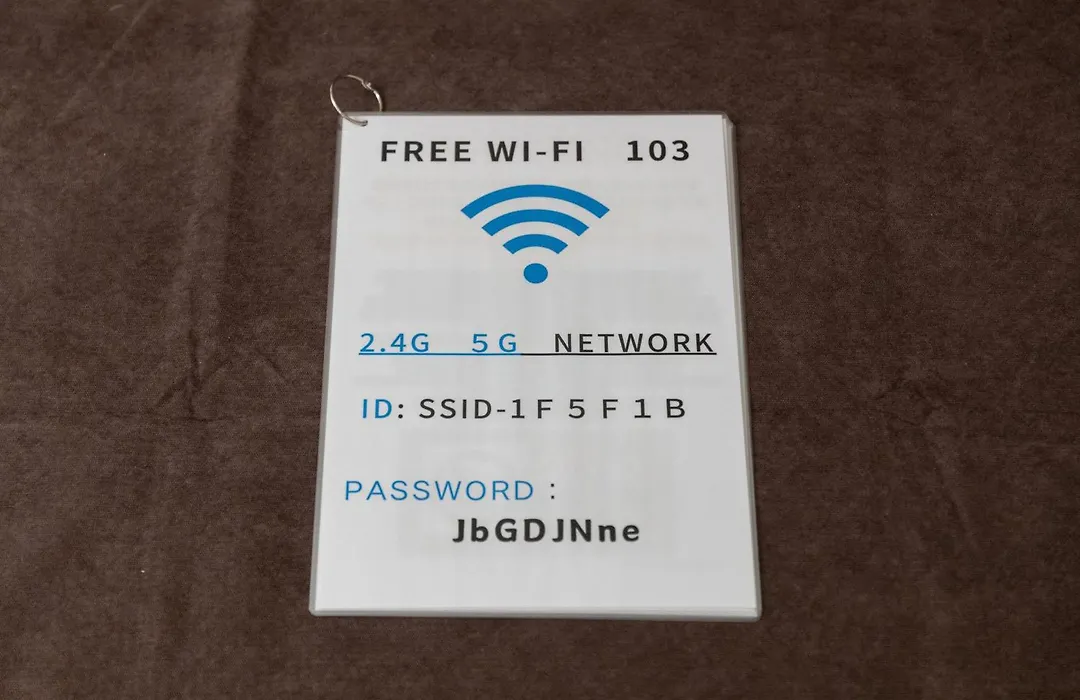 FREE WI-FI 103
2.4G 5G NETWORK
ID: SSID-1F5F1B
PASSWORD :
JbGDJNne